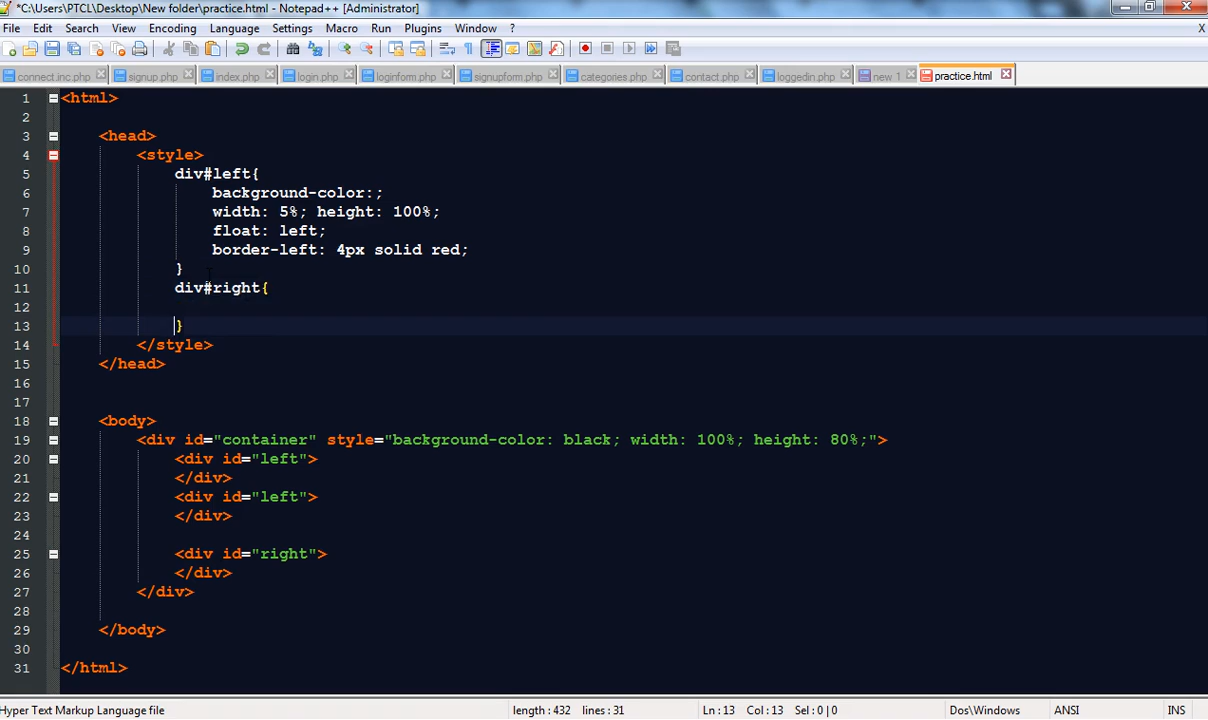 *C:\Users\PTCL\Desktop\New folder\practice.html - Notepad++ [Administrator]
File Edit Search View Encoding Language Settings Macro Run Plugins Window ? X
connect.inc.php signup.php index.php login.php loginform.php signupform.php categories.php contact.php loggedin.php new 1 practice.html
1 <html>
2
3 <head>
4 <style>
5 div#left{
6 background-color:;
7 width: 5%; height: 100%;
8 float: left;
9 border-left: 4px solid red;
10 }
11 div#right{
12
13 }
14 </style>
15 </head>
16
17
18 <body>
19 <div id="container" style="background-color: black; width: 100%; height: 80%;">
20 <div id="left">
21 </div>
22 <div id="left">
23 </div>
24
25 <div id="right">
26 </div>
27 </div>
28
29 </body>
30
31 </html>
Hyper Text Markup Language file length : 432 lines : 31 Ln : 13 Col : 13 Sel : 0 | 0 Dos\Windows ANSI INS